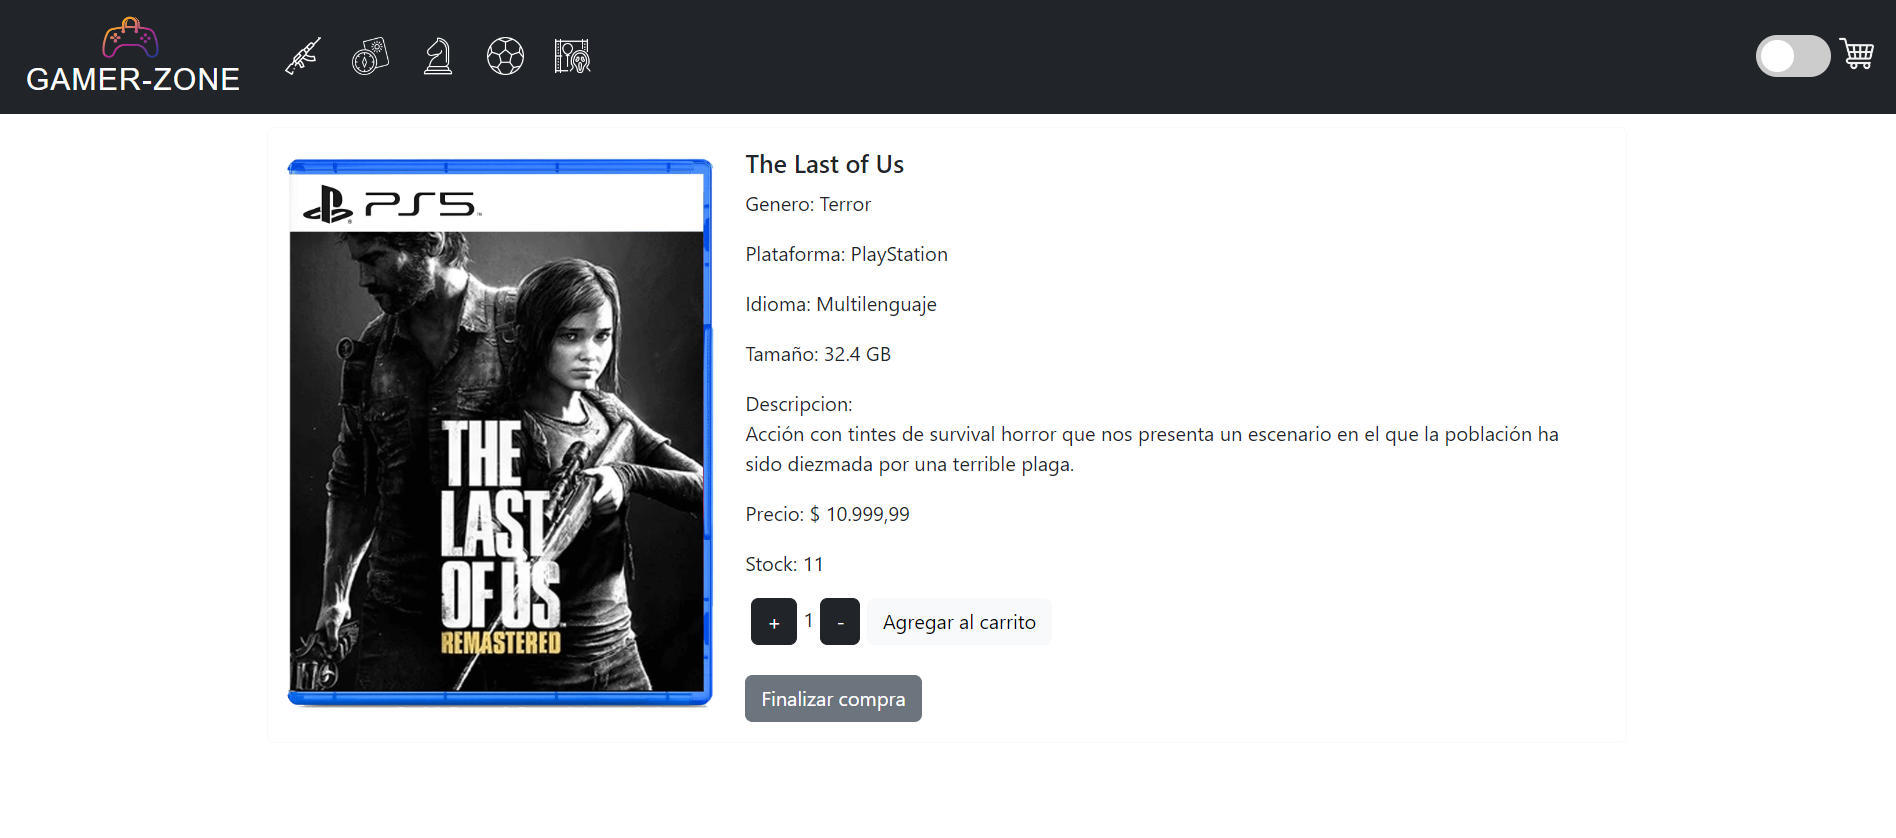 GAMER-ZONE
PS5
THE
LAST
OF US
REMASTERED
The Last of Us
Genero: Terror
Plataforma: PlayStation
Idioma: Multilenguaje
Tamaño: 32.4 GB
Descripcion:
Acción con tintes de survival horror que nos presenta un escenario en el que la población ha
sido diezmada por una terrible plaga.
Precio: $ 10.999,99
Stock: 11
+ 1 - Agregar al carrito
Finalizar compra